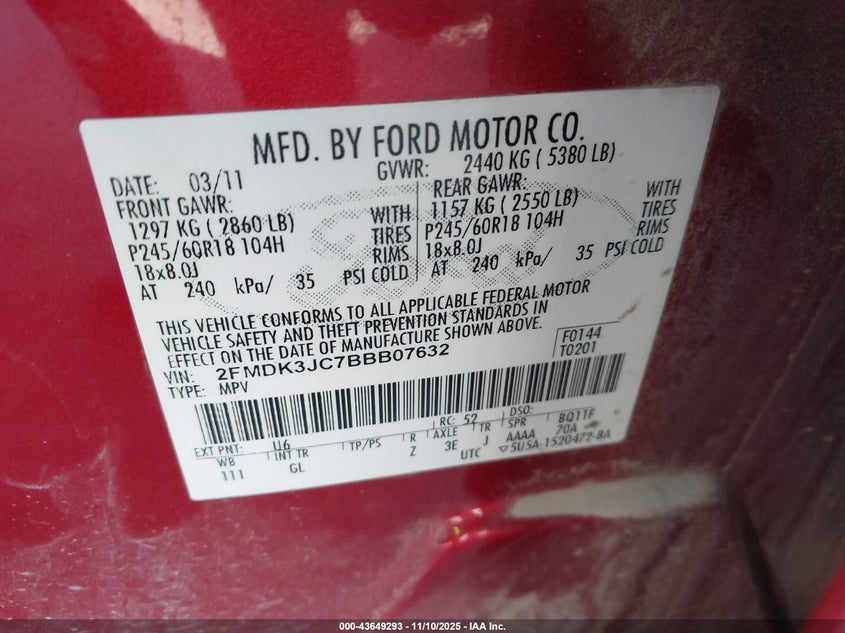 MFD. BY FORD MOTOR CO.
DATE: 03/11 GVWR: 2440 KG ( 5380 LB)
FRONT GAWR: REAR GAWR:
1297 KG ( 2860 LB) WITH 1157 KG ( 2550 LB) WITH
P245/60R18 104H TIRES P245/60R18 104H TIRES
18x8.0J RIMS 18x8.0J RIMS
AT 240 kPa/ 35 PSI COLD AT 240 kPa/ 35 PSI COLD
THIS VEHICLE CONFORMS TO ALL APPLICABLE FEDERAL MOTOR
VEHICLE SAFETY AND THEFT PREVENTION STANDARDS IN
EFFECT ON THE DATE OF MANUFACTURE SHOWN ABOVE.
VIN: 2FMDK3JC7BBB07632 F0144
TYPE: MPV T0201
EXT PNT: U6 RC: 52 DSO:
WB INT TR TP/PS R AXLE TR SPR BQ11F
111 GL Z 3E J AAAA 70A
UTC 5U5A-1520472-BA
000-43649293 - 11/10/2025 - IAA Inc.